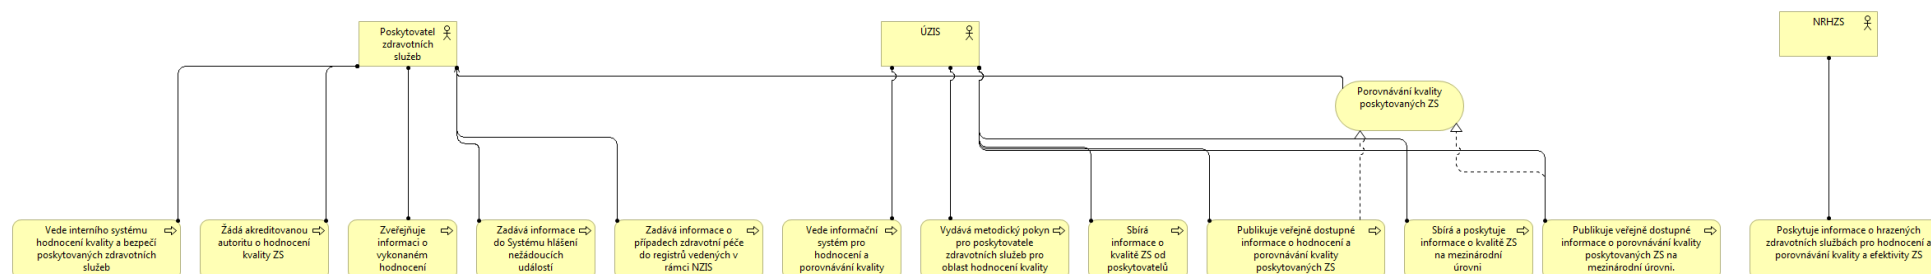 Poskytovatel
zdravotních
služeb
ÚZIS
NRHZS
Porovnávání kvality
poskytovaných ZS
Vede interního systému
hodnocení kvality a bezpečí
poskytovaných zdravotních
služeb
Žádá akreditovanou
autoritu o hodnocení
kvality ZS
Zveřejňuje
informaci o
vykonaném
hodnocení
Zadává informace
do Systému hlášení
nežádoucích
událostí
Zadává informace o
případech zdravotní péče
do registrů vedených v
rámci NZIS
Vede informační
systém pro
hodnocení a
porovnávání kvality
Vydává metodický pokyn
pro poskytovatele
zdravotních služeb pro
oblast hodnocení kvality
Sbírá
informace o
kvalitě ZS od
poskytovatelů
Publikuje veřejně dostupné
informace o hodnocení a
porovnávání kvality
poskytovaných ZS
Sbírá a poskytuje
informace o kvalitě ZS
na mezinárodní
úrovni
Publikuje veřejně dostupné
informace o porovnávání kvality
poskytovaných ZS na
mezinárodní úrovni.
Poskytuje informace o hrazených
zdravotních službách pro hodnocení a
porovnávání kvality a efektivity ZS